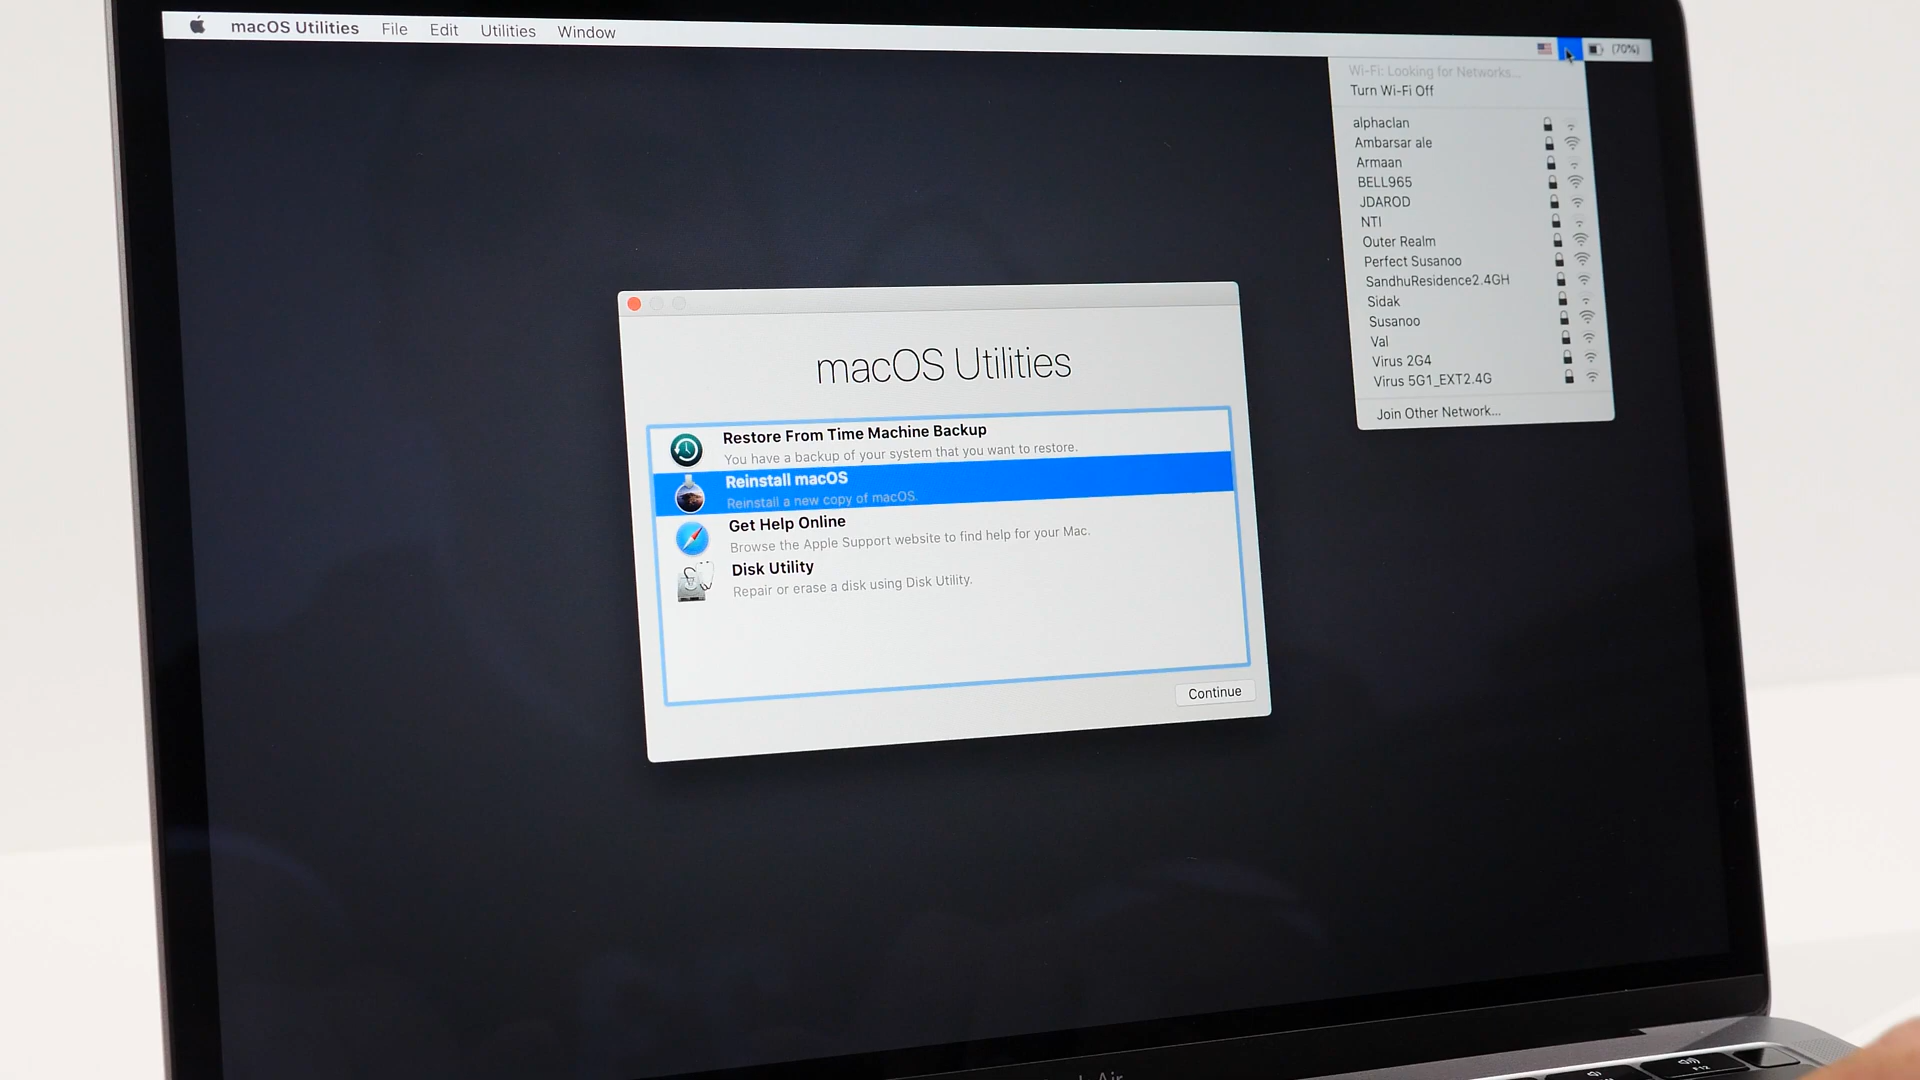 macOS Utilities File Edit Utilities Window (70%)
Wi-Fi: Looking for Networks...
Turn Wi-Fi Off
alphaclan
Ambarsar ale
Armaan
BELL965
JDAROD
NTI
Outer Realm
Perfect Susanoo
SandhuResidence2.4GH
Sidak
Susanoo
Val
Virus 2G4
Virus 5G1_EXT2.4G
Join Other Network...
macOS Utilities
Restore From Time Machine Backup
You have a backup of your system that you want to restore.
Reinstall macOS
Reinstall a new copy of macOS.
Get Help Online
Browse the Apple Support website to find help for your Mac.
Disk Utility
Repair or erase a disk using Disk Utility.
Continue
Air
F12